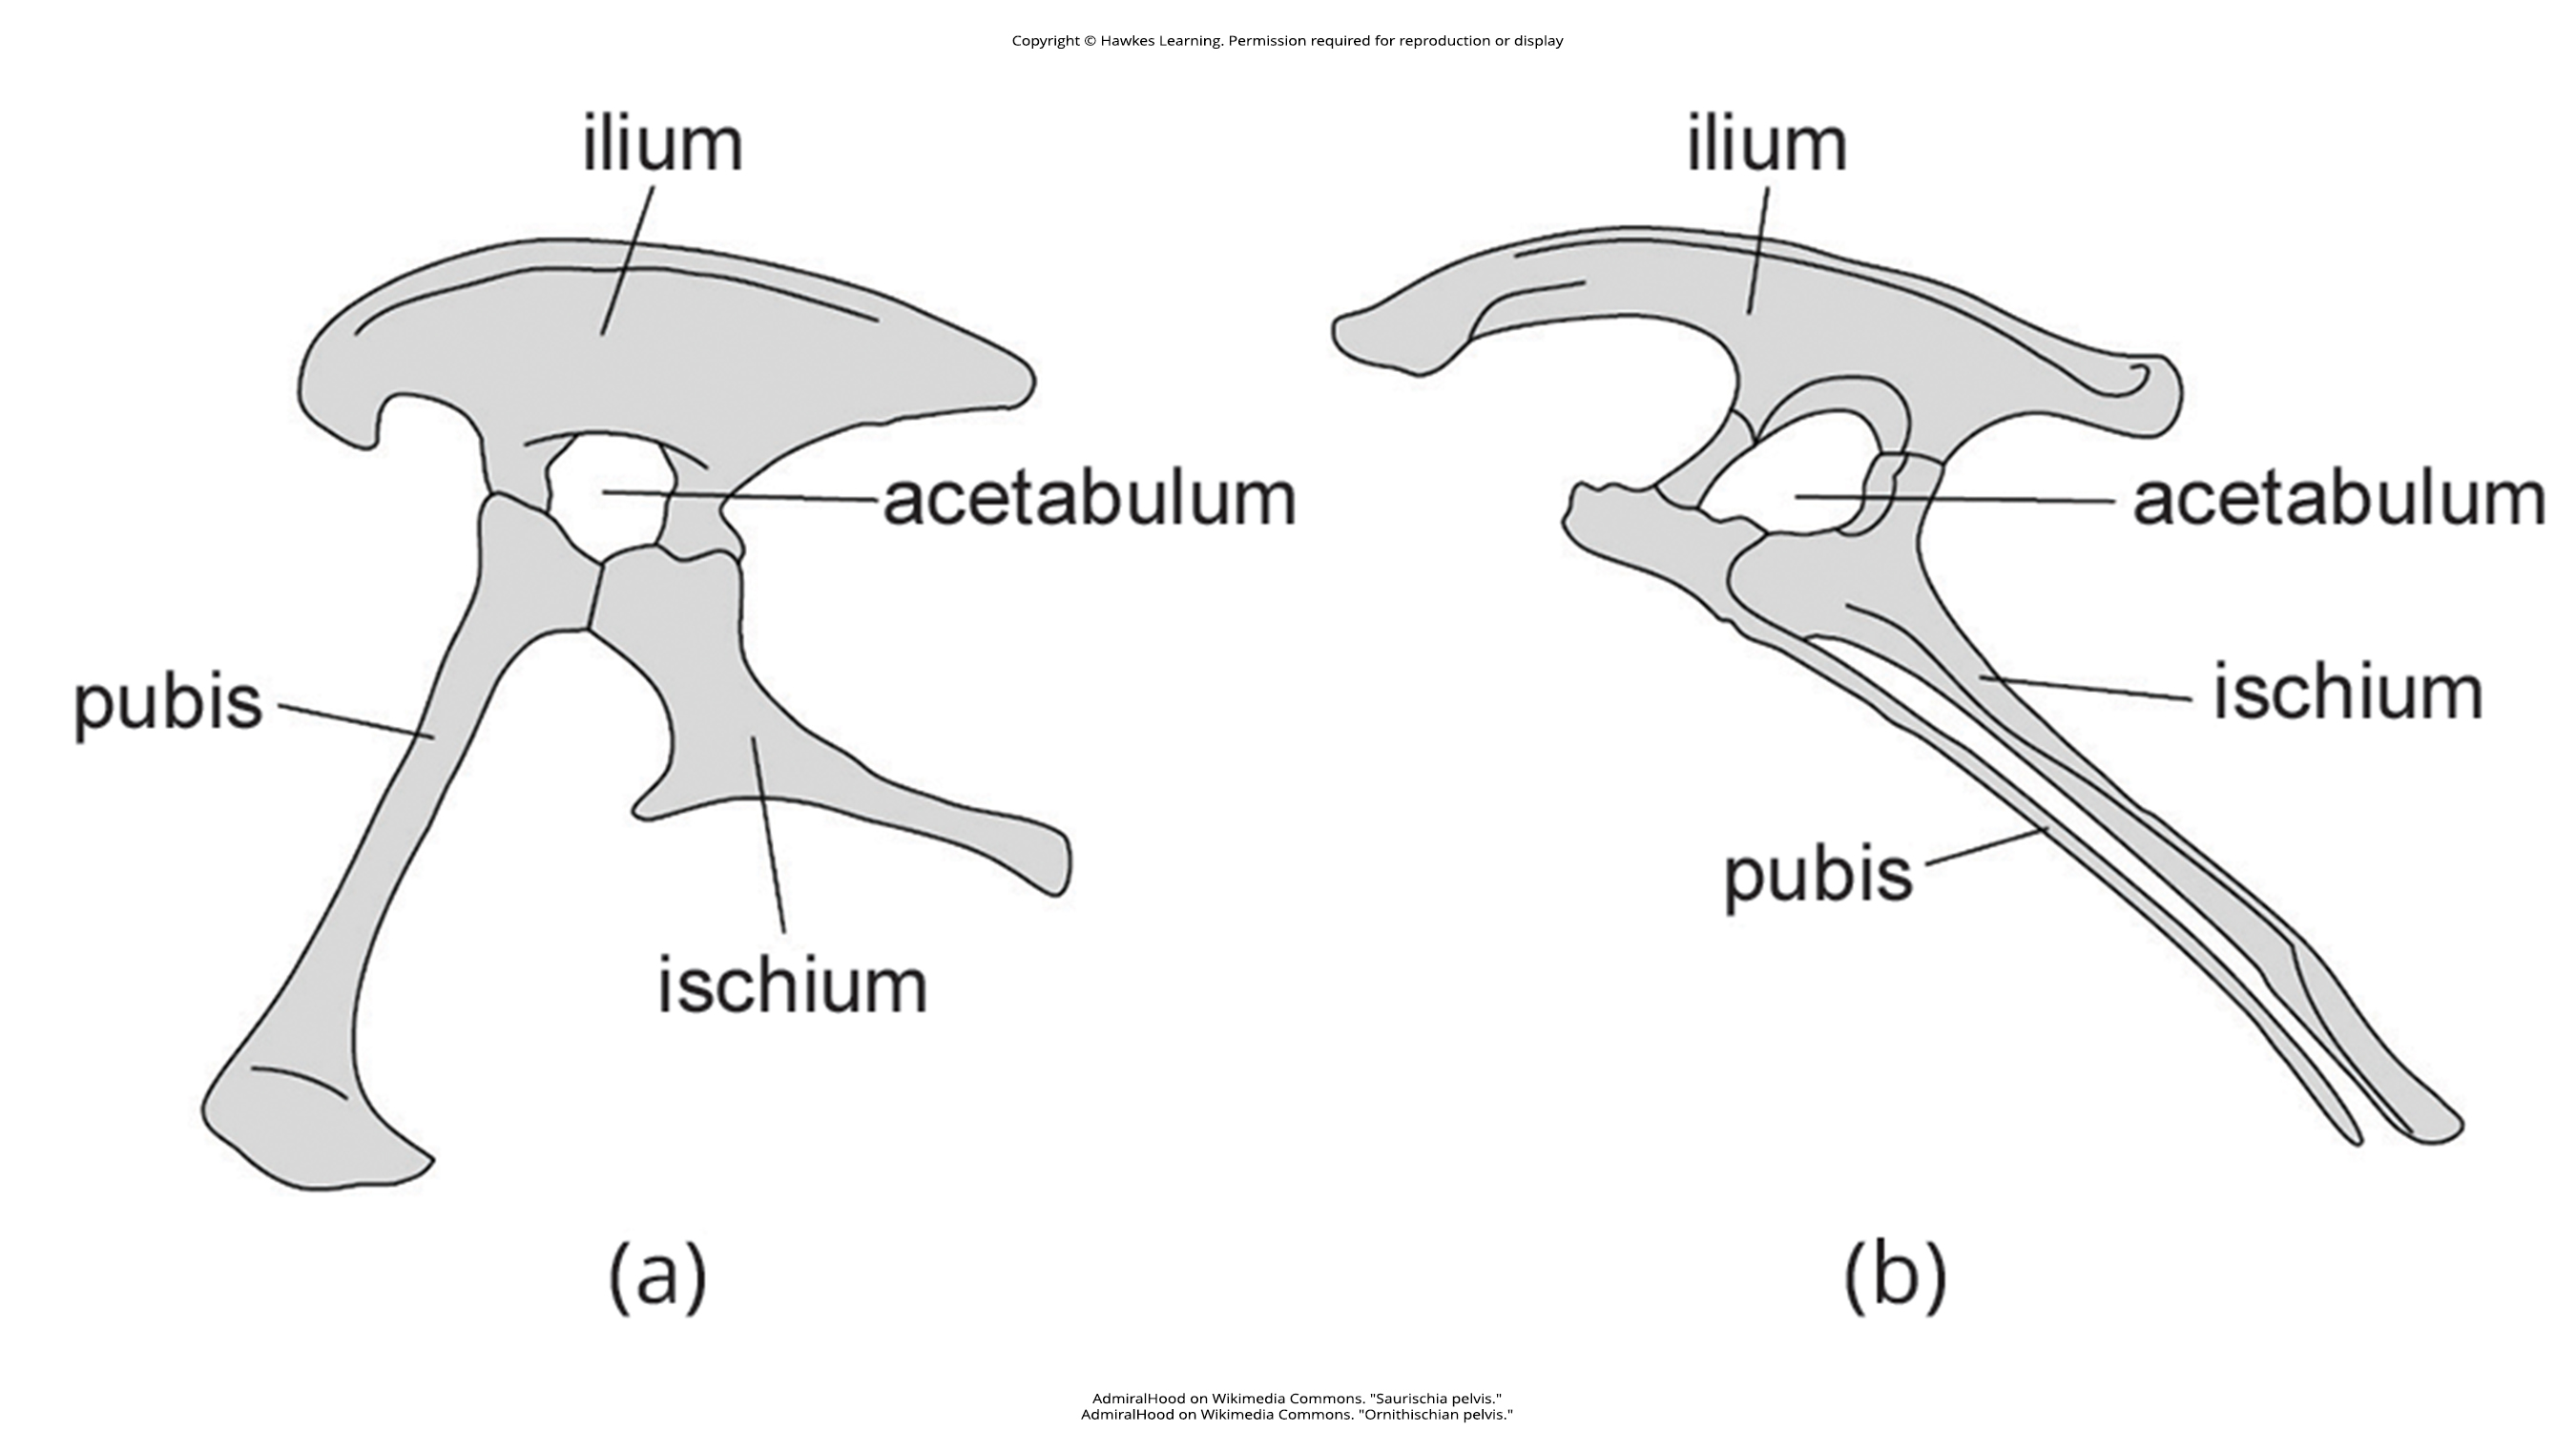 Copyright © Hawkes Learning. Permission required for reproduction or display
ilium
acetabulum
pubis
ischium
(a)
ilium
acetabulum
ischium
pubis
(b)
AdmiralHood on Wikimedia Commons. "Saurischia pelvis."
AdmiralHood on Wikimedia Commons. "Ornithischian pelvis."